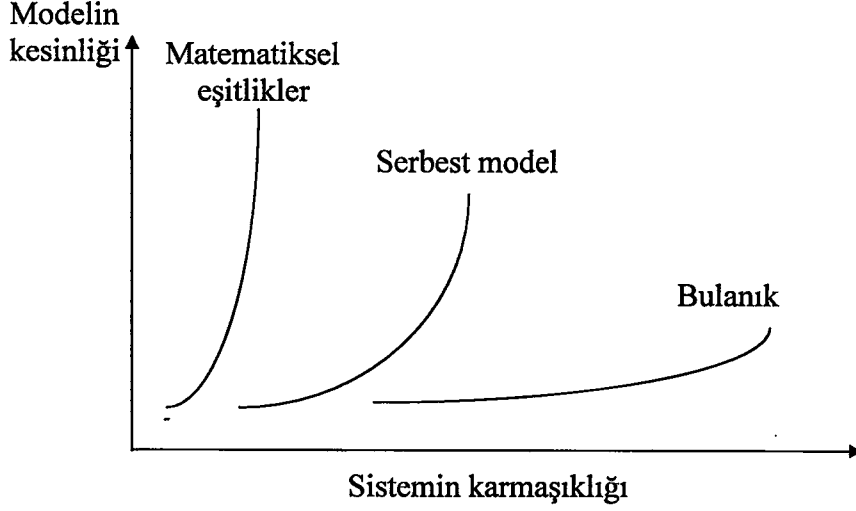 Modelin
kesinliği
Matematiksel
eşitlikler
Serbest model
Bulanık
Sistemin karmaşıklığı